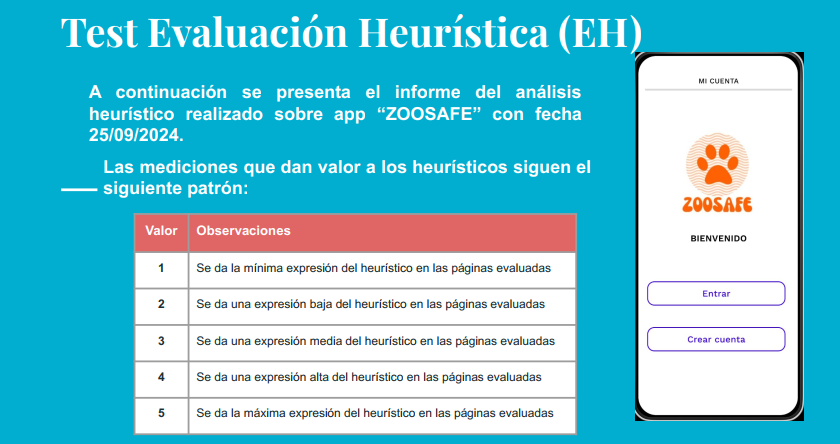 Test Evaluación Heurística (EH)
A continuación se presenta el informe del análisis
heurístico realizado sobre app “ZOOSAFE” con fecha
25/09/2024.
Las mediciones que dan valor a los heurísticos siguen el
siguiente patrón:
Valor Observaciones
1 Se da la mínima expresión del heurístico en las páginas evaluadas
2 Se da una expresión baja del heurístico en las páginas evaluadas
3 Se da una expresión media del heurístico en las páginas evaluadas
4 Se da una expresión alta del heurístico en las páginas evaluadas
5 Se da la máxima expresión del heurístico en las páginas evaluadas
MI CUENTA
ZOOSAFE
BIENVENIDO
Entrar
Crear cuenta